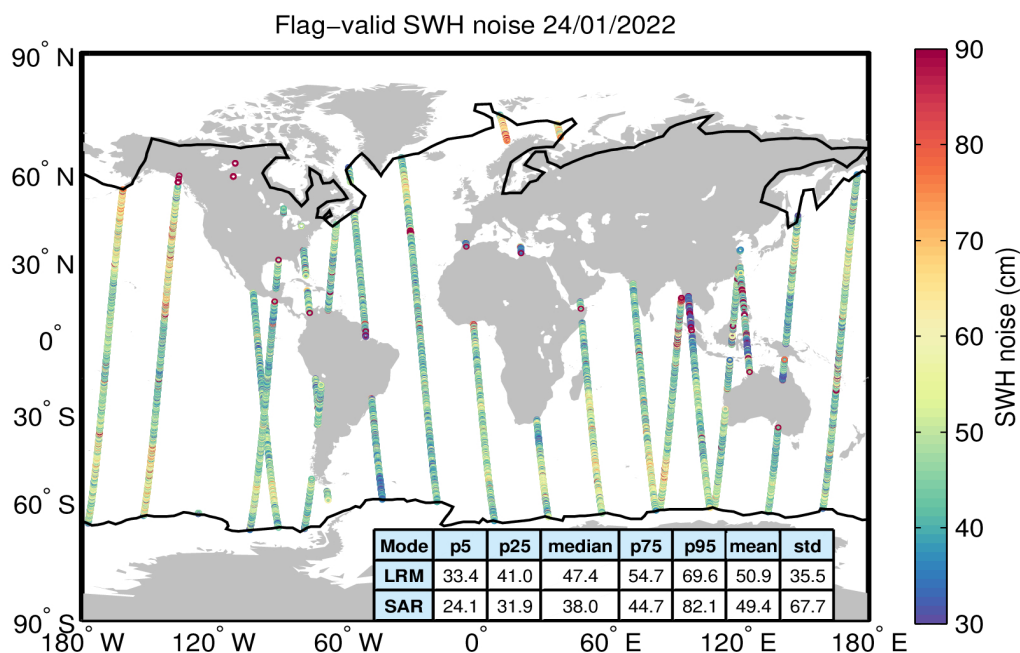 Flag−valid SWH noise 24/01/2022
90° N
60° N
30° N
0°
30° S
60° S
90° S
180° W
120° W
60° W
0°
60° E
120° E
180° E
Mode p5 p25 median p75 p95 mean std
LRM 33.4 41.0 47.4 54.7 69.6 50.9 35.5
SAR 24.1 31.9 38.0 44.7 82.1 49.4 67.7
90
80
70
60
50
40
30
SWH noise (cm)